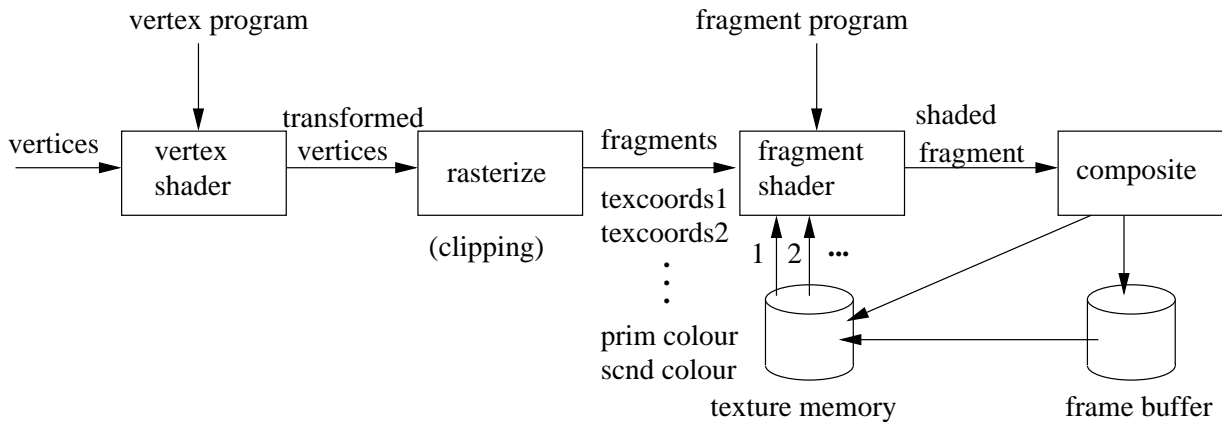 vertex program
fragment program
vertices
vertex
shader
transformed
vertices
rasterize
(clipping)
fragments
texcoords1
texcoords2
prim colour
scnd colour
fragment
shader
shaded
fragment
composite
1
2
...
texture memory
frame buffer